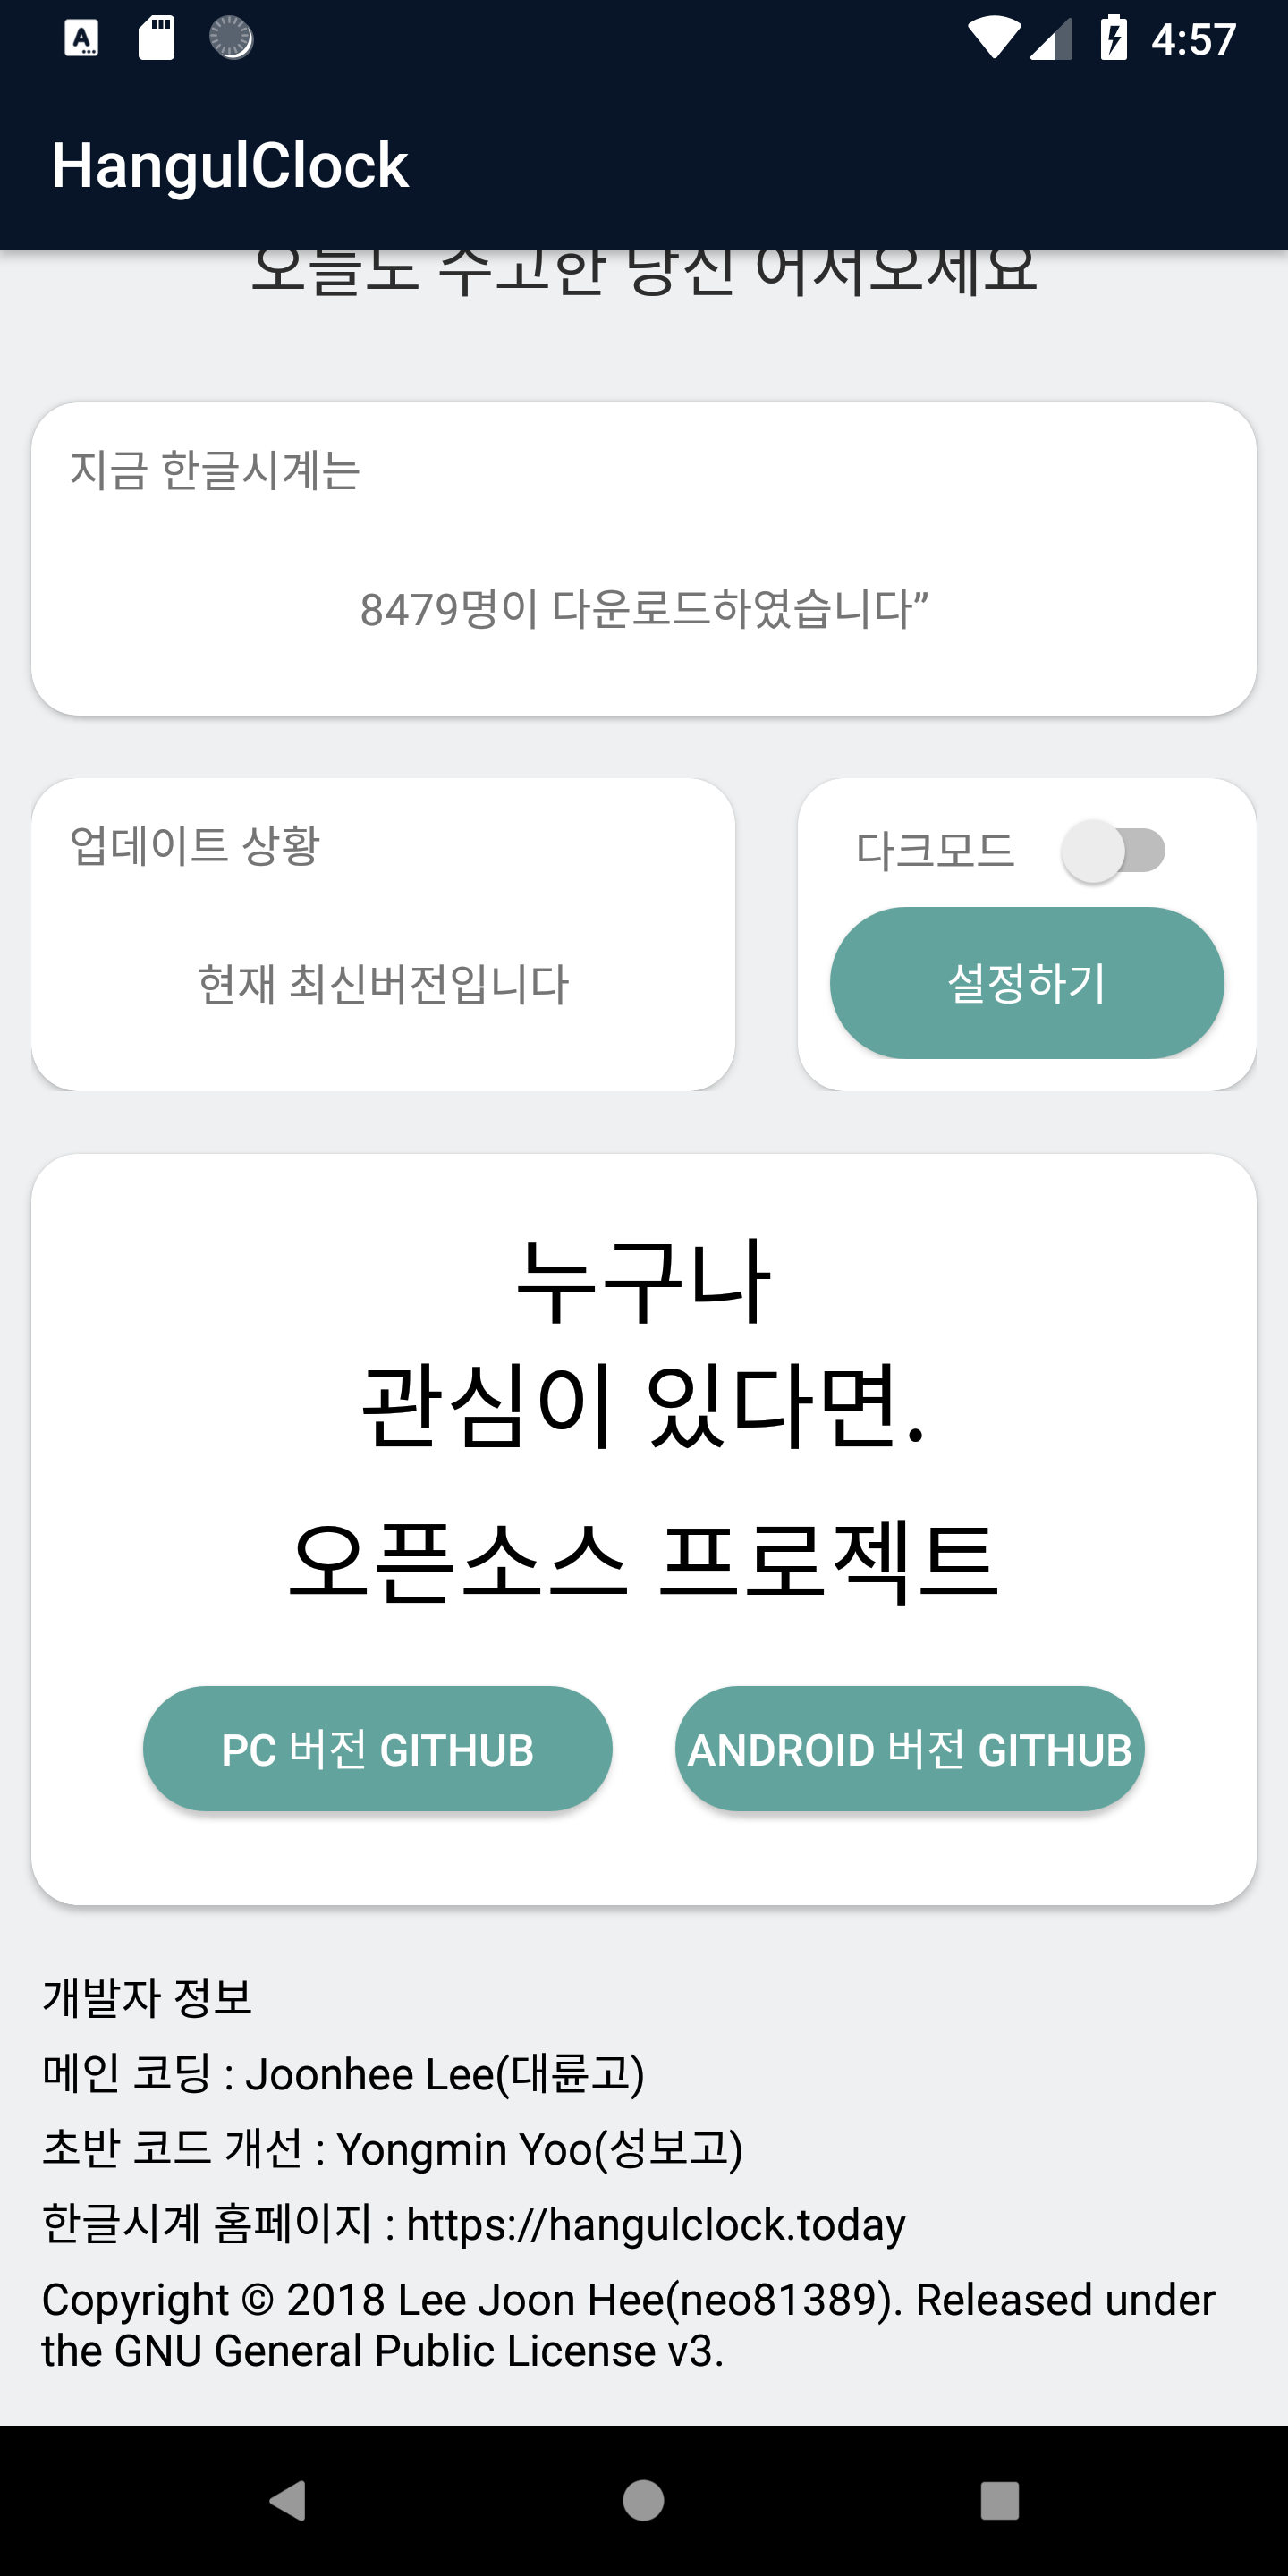 4:57
HangulClock
오늘도 수고한 당신 어서오세요
지금 한글시계는
8479명이 다운로드하였습니다”
업데이트 상황
다크모드
현재 최신버전입니다
설정하기
누구나
관심이 있다면.
오픈소스 프로젝트
PC 버전 GITHUB
ANDROID 버전 GITHUB
개발자 정보
메인 코딩 : Joonhee Lee(대륜고)
초반 코드 개선 : Yongmin Yoo(성보고)
한글시계 홈페이지 : https://hangulclock.today
Copyright © 2018 Lee Joon Hee(neo81389). Released under
the GNU General Public License v3.